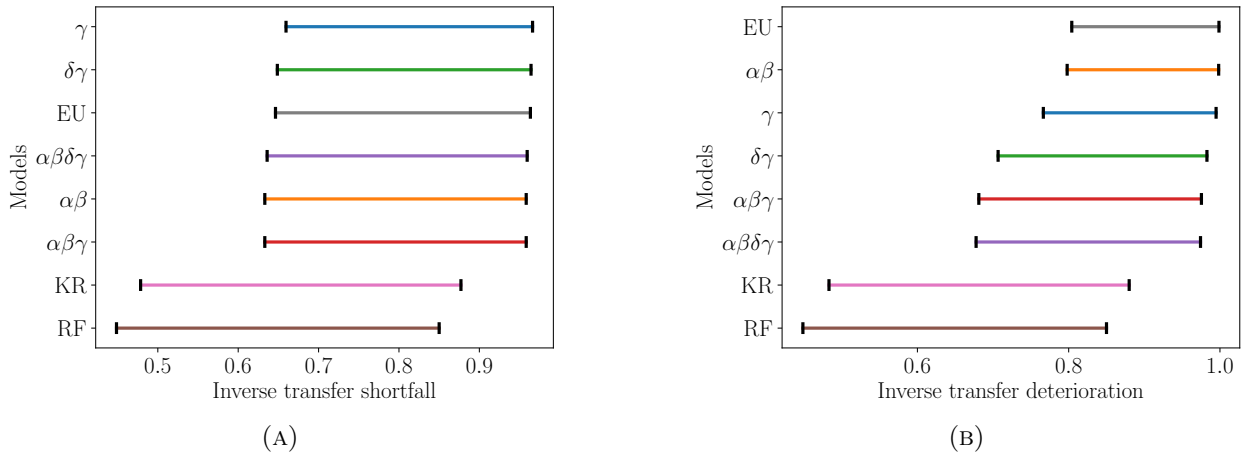 Models
γ
δγ
EU
αβδγ
αβ
αβγ
KR
RF
0.5 0.6 0.7 0.8 0.9
Inverse transfer shortfall
(A)
Models
EU
αβ
γ
δγ
αβγ
αβδγ
KR
RF
0.6 0.8 1.0
Inverse transfer deterioration
(B)